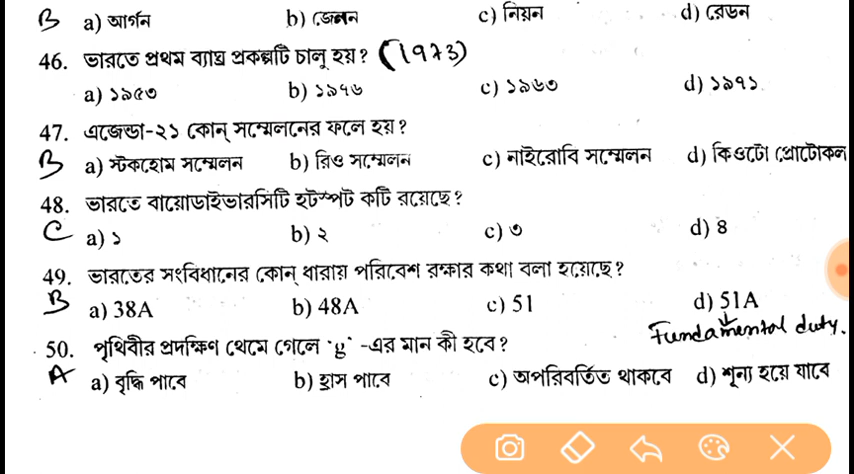 B a) আর্গন b) জেনন c) নিয়ন d) রেডন
46. ভারতে প্রথম ব্যাঘ্র প্রকল্পটি চালু হয়? (1973)
a) ১৯৫৩ b) ১৯৭৬ c) ১৯৬৩ d) ১৯৭১
47. এজেন্ডা-২১ কোন্ সম্মেলনের ফলে হয়?
B a) স্টকহোম সম্মেলন b) রিও সম্মেলন c) নাইরোবি সম্মেলন d) কিওটো প্রোটোকল
48. ভারতে বায়োডাইভারসিটি হটস্পট কটি রয়েছে?
C a) ১ b) ২ c) ৩ d) 8
49. ভারতের সংবিধানের কোন্ ধারায় পরিবেশ রক্ষার কথা বলা হয়েছে?
B a) 38A b) 48A c) 51 d) 51A
Fundamental duty.
50. পৃথিবীর প্রদক্ষিণ থেমে গেলে 'g' -এর মান কী হবে?
A a) বৃদ্ধি পাবে b) হ্রাস পাবে c) অপরিবর্তিত থাকবে d) শূন্য হয়ে যাবে